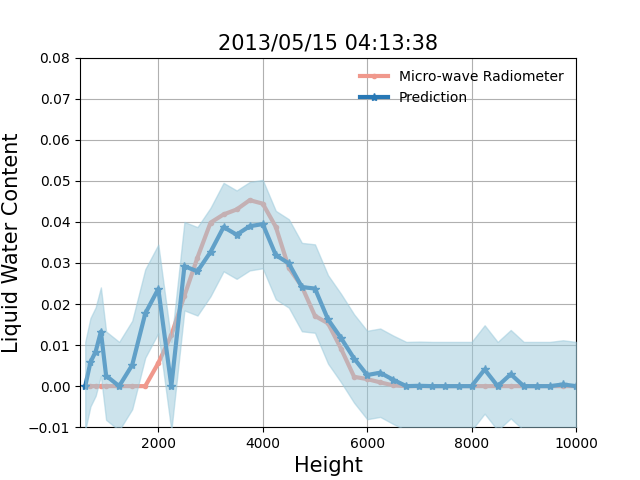 2013/05/15 04:13:38
Liquid Water Content
0.08
0.07
0.06
0.05
0.04
0.03
0.02
0.01
0.00
−0.01
Micro-wave Radiometer
Prediction
2000 4000 6000 8000 10000
Height